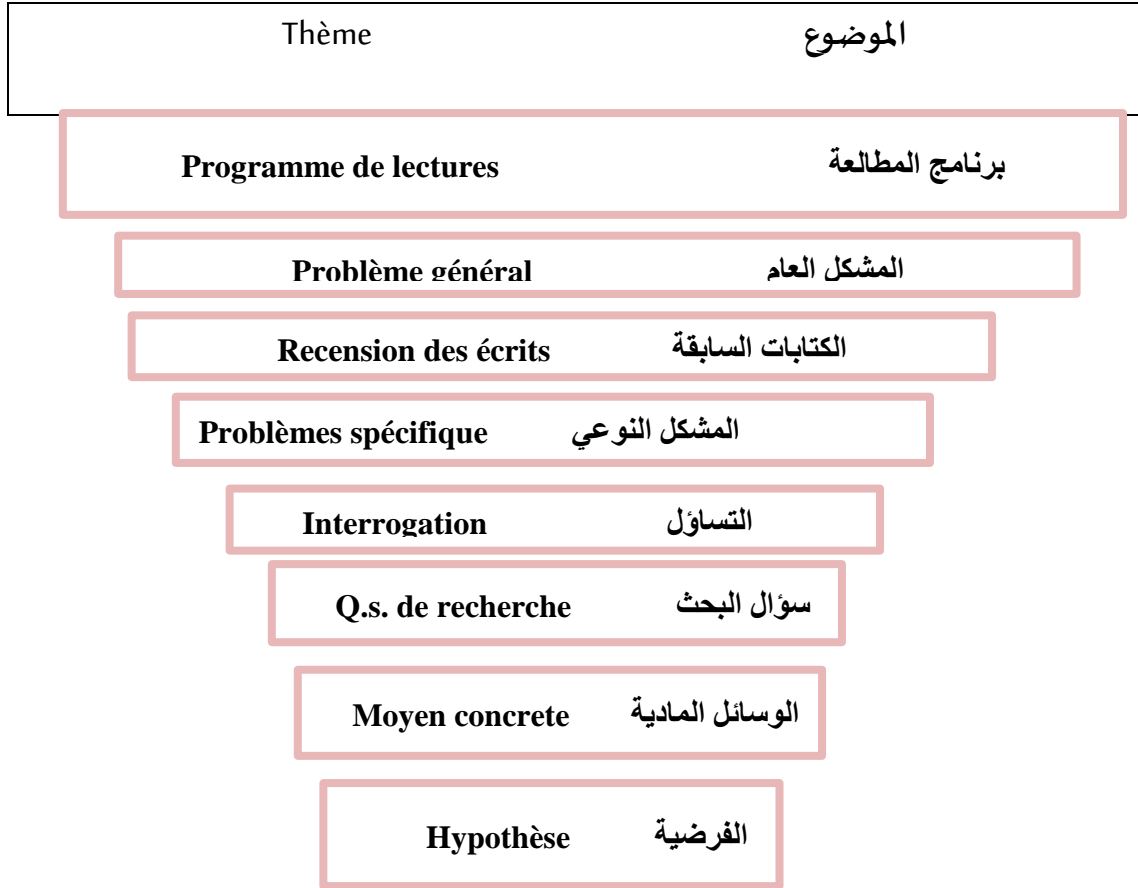 Thème الموضوع
Programme de lectures برنامج المطالعة
Problème général المشكل العام
Recension des écrits الكتابات السابقة
Problèmes spécifique المشكل النوعي
Interrogation التساؤل
Q.s. de recherche سؤال البحث
Moyen concrete الوسائل المادية
Hypothèse الفرضية